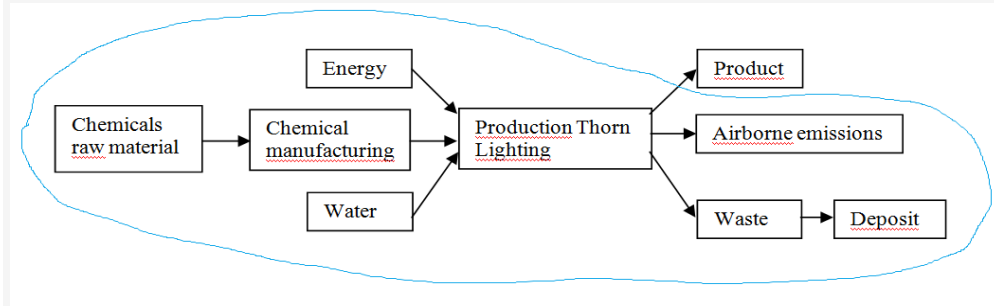 Energy
Product
Chemicals
raw material
Chemical
manufacturing
Production Thorn
Lighting
Airborne emissions
Water
Waste
Deposit